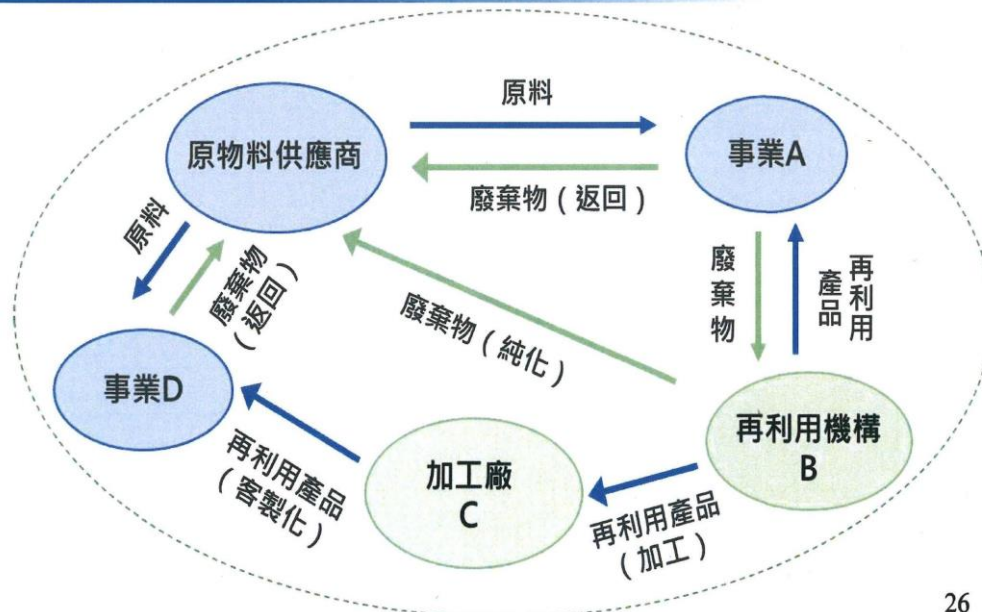 原料
原物料供應商
事業A
廢棄物（返回）
原料
廢棄物
（返回）
廢棄物（純化）
廢棄物
再利用
產品
事業D
再利用產品
（客製化）
加工廠
C
再利用產品
（加工）
再利用機構
B
26